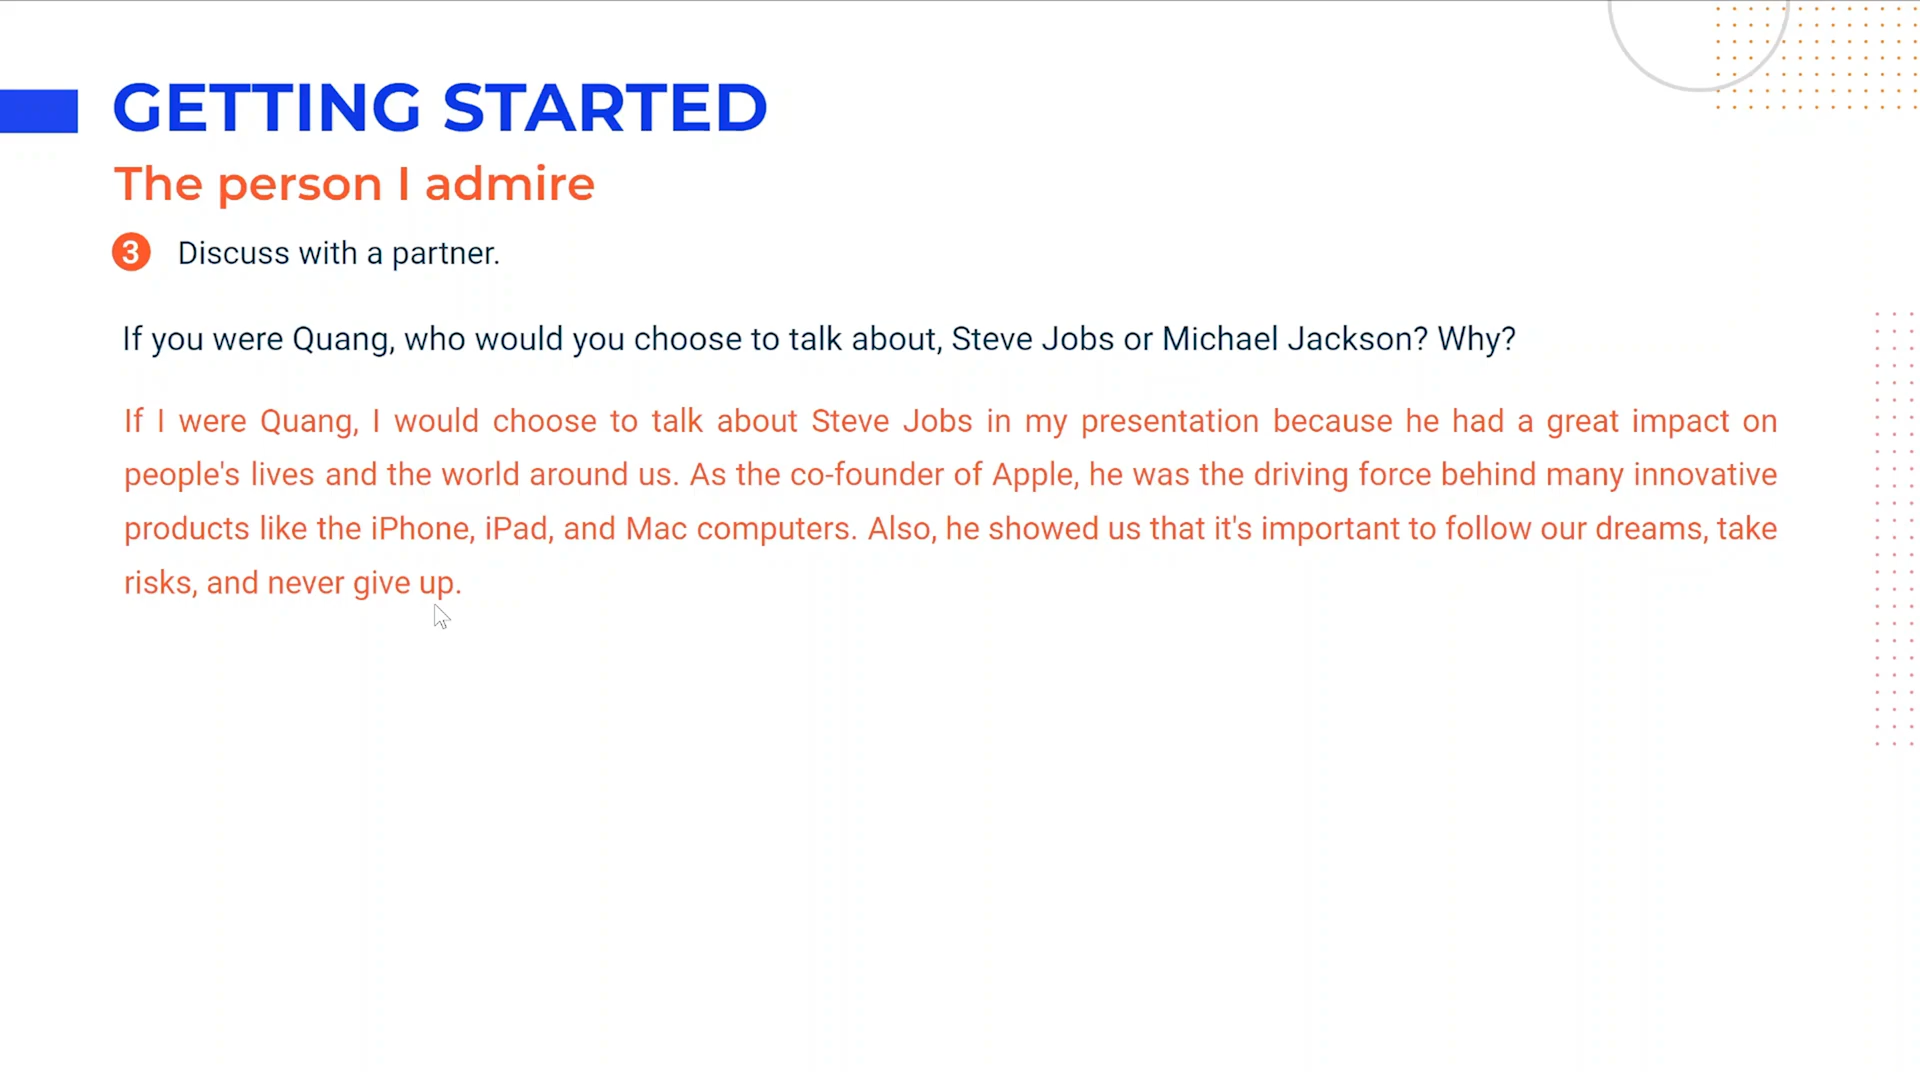 GETTING STARTED
The person I admire
3 Discuss with a partner.
If you were Quang, who would you choose to talk about, Steve Jobs or Michael Jackson? Why?
If I were Quang, I would choose to talk about Steve Jobs in my presentation because he had a great impact on
people's lives and the world around us. As the co-founder of Apple, he was the driving force behind many innovative
products like the iPhone, iPad, and Mac computers. Also, he showed us that it's important to follow our dreams, take
risks, and never give up.